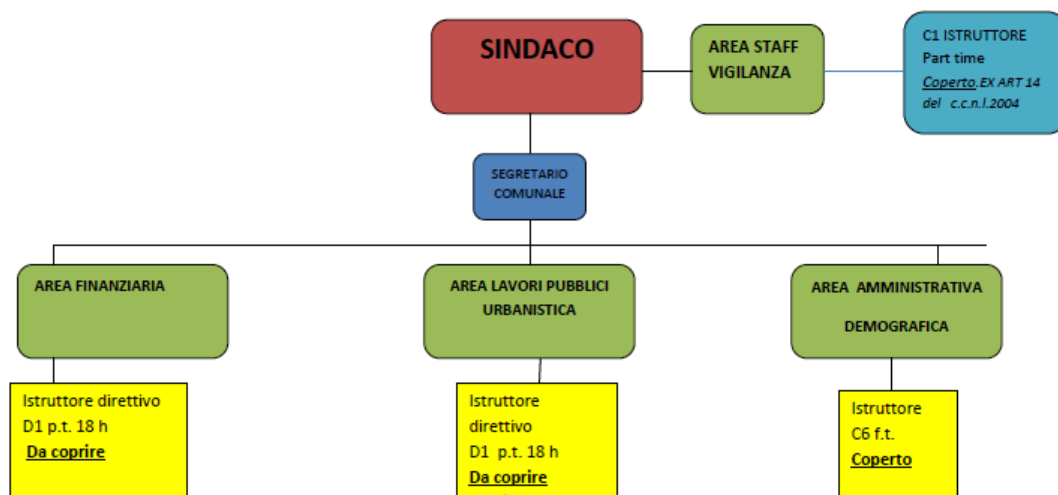 SINDACO
AREA STAFF
VIGILANZA
C1 ISTRUTTORE
Part time
Coperto.EX ART 14
del c.c.n.l.2004
SEGRETARIO
COMUNALE
AREA FINANZIARIA
AREA LAVORI PUBBLICI
URBANISTICA
AREA AMMINISTRATIVA
DEMOGRAFICA
Istruttore direttivo
D1 p.t. 18 h
Da coprire
Istruttore
direttivo
D1 p.t. 18 h
Da coprire
Istruttore
C6 f.t.
Coperto